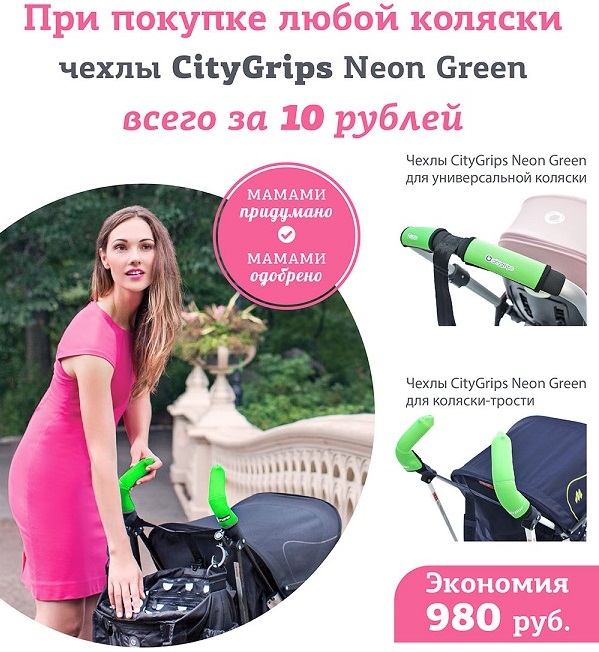 При покупке любой коляски
чехлы CityGrips Neon Green
всего за 10 рублей
МАМАМИ
придумано
МАМАМИ
одобрено
Чехлы CityGrips Neon Green
для универсальной коляски
Citygrips
Чехлы CityGrips Neon Green
для коляски-трости
Экономия
980 руб.